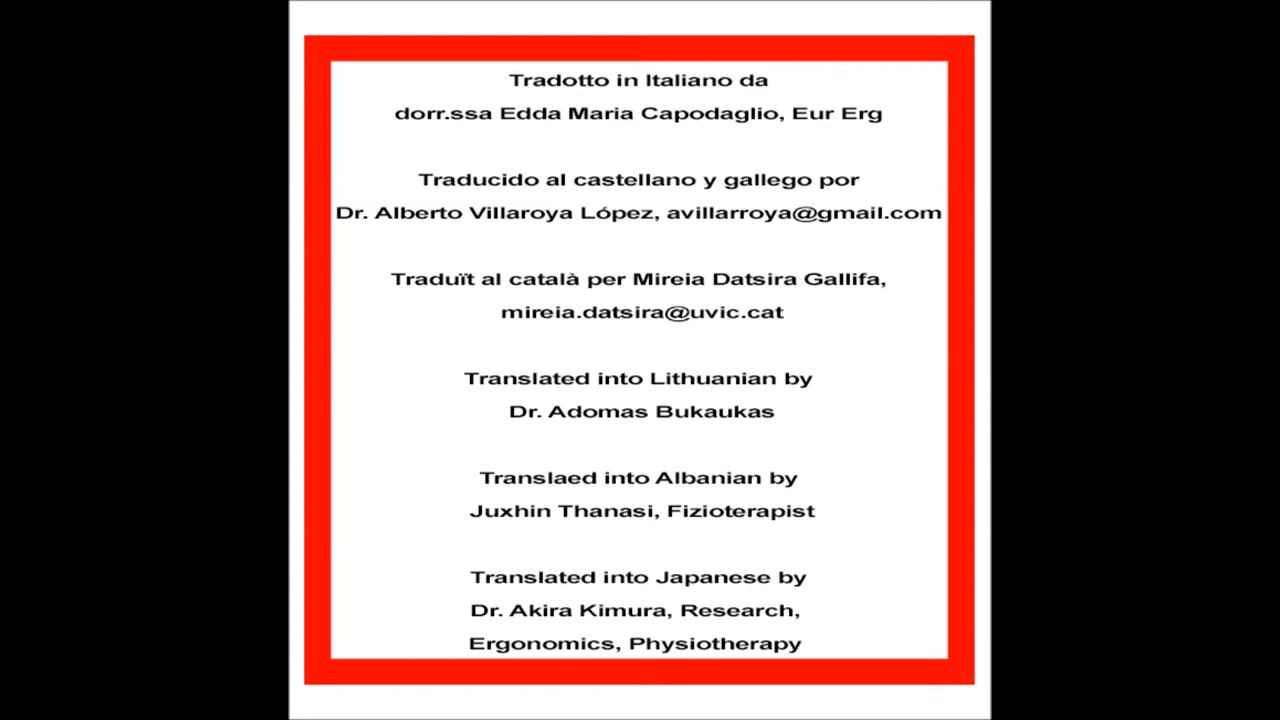 Tradotto in Italiano da
dorr.ssa Edda Maria Capodaglio, Eur Erg
Traducido al castellano y gallego por
Dr. Alberto Villaroya López, avillarroya@gmail.com
Traduït al català per Mireia Datsira Gallifa,
mireia.datsira@uvic.cat
Translated into Lithuanian by
Dr. Adomas Bukaukas
Translaed into Albanian by
Juxhin Thanasi, Fizioterapist
Translated into Japanese by
Dr. Akira Kimura, Research,
Ergonomics, Physiotherapy